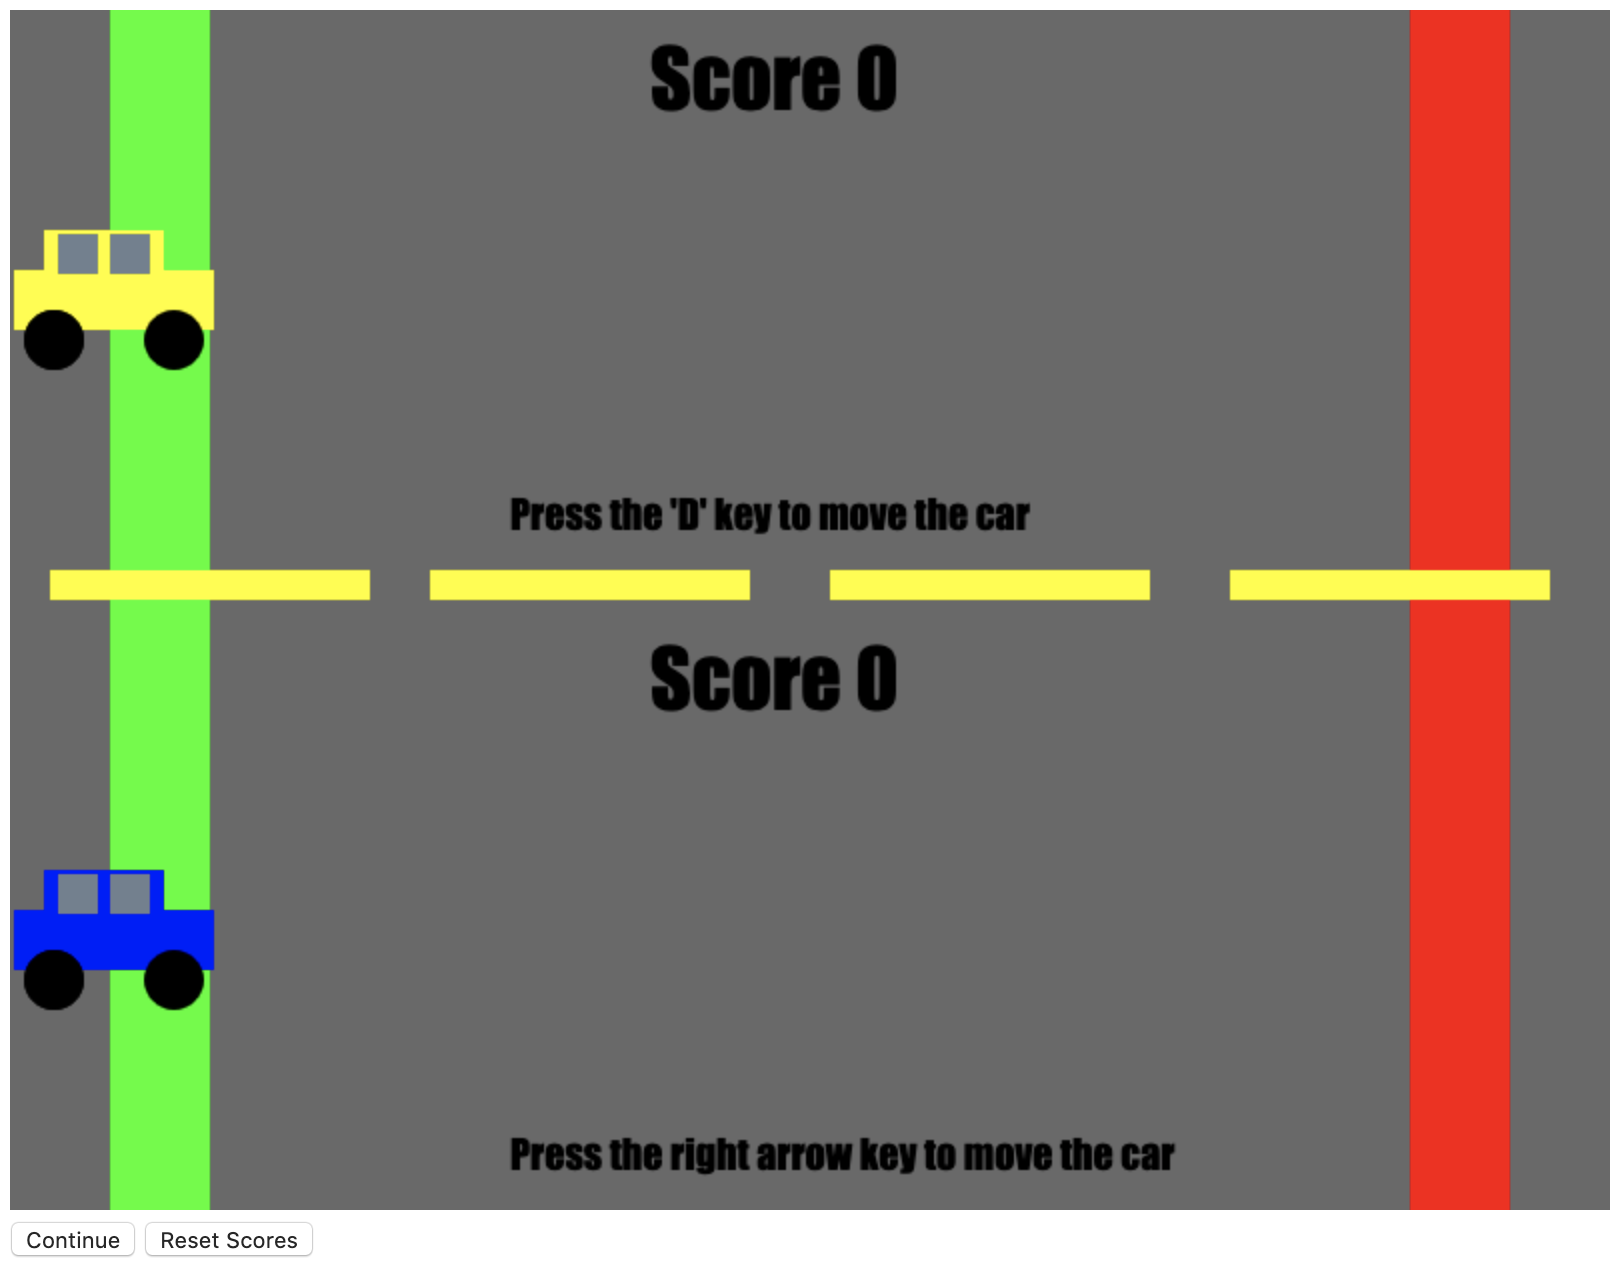 Score 0
Press the 'D' key to move the car
Score 0
Press the right arrow key to move the car
Continue
Reset Scores